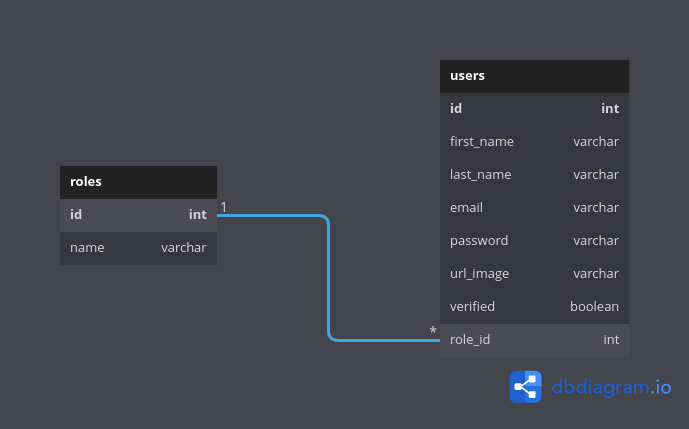 roles
id int
name varchar
1
*
users
id int
first_name varchar
last_name varchar
email varchar
password varchar
url_image varchar
verified boolean
role_id int
dbdiagram.io